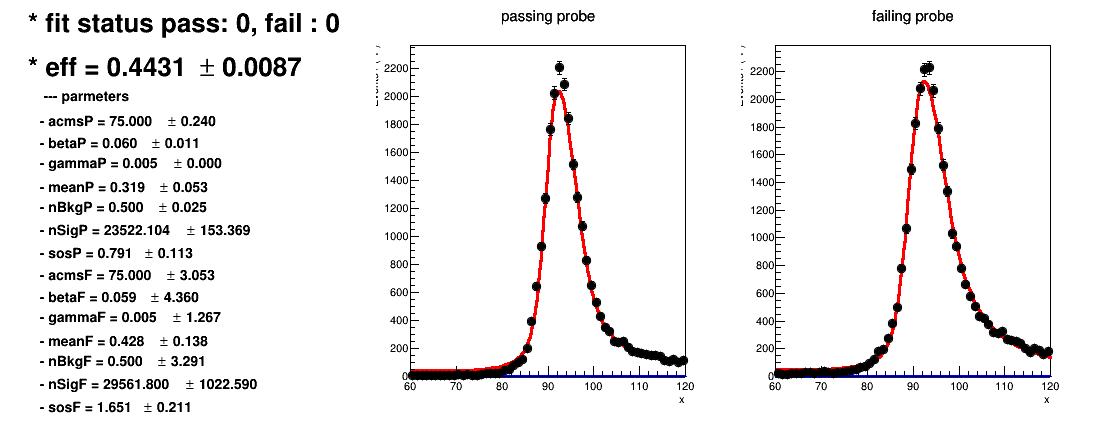 * fit status pass: 0, fail : 0
* eff = 0.4431 ± 0.0087
--- parmeters
- acmsP = 75.000 ± 0.240
- betaP = 0.060 ± 0.011
- gammaP = 0.005 ± 0.000
- meanP = 0.319 ± 0.053
- nBkgP = 0.500 ± 0.025
- nSigP = 23522.104 ± 153.369
- sosP = 0.791 ± 0.113
- acmsF = 75.000 ± 3.053
- betaF = 0.059 ± 4.360
- gammaF = 0.005 ± 1.267
- meanF = 0.428 ± 0.138
- nBkgF = 0.500 ± 3.291
- nSigF = 29561.800 ± 1022.590
- sosF = 1.651 ± 0.211
passing probe
2200
2000
1800
1600
1400
1200
1000
800
600
400
200
0
60 70 80 90 100 110 120
x
failing probe
2200
2000
1800
1600
1400
1200
1000
800
600
400
200
0
60 70 80 90 100 110 120
x